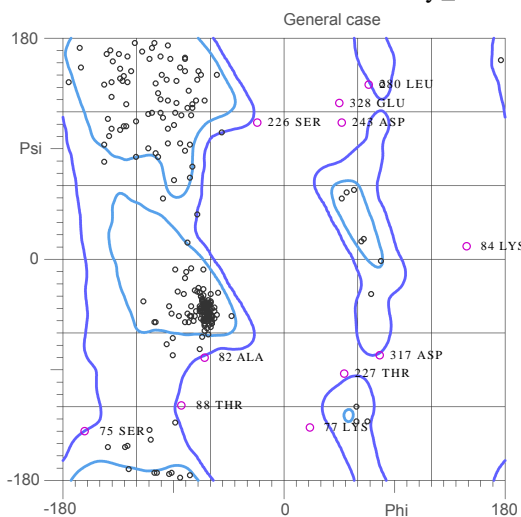 General case
180
280 LEU
328 GLU
226 SER
243 ASP
Psi
84 LYS
0
317 ASP
82 ALA
227 THR
88 THR
75 SER
77 LYS
-180
-180
0
Phi
180